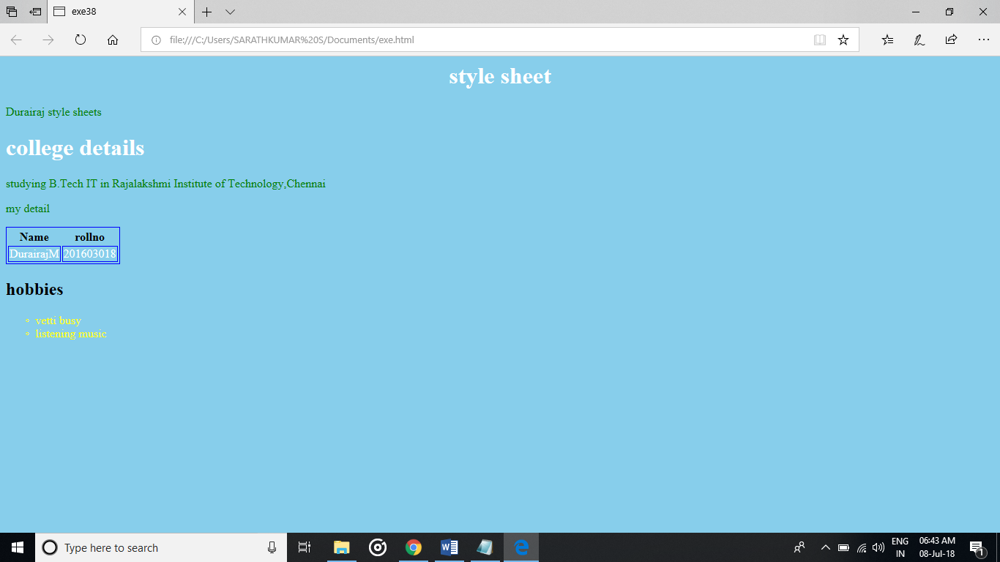 exe38
file:///C:/Users/SARATHKUMAR%20S/Documents/exe.html
style sheet
Durairaj style sheets
college details
studying B.Tech IT in Rajalakshmi Institute of Technology,Chennai
my detail
Name rollno
DurairajM 201603018
hobbies
vetti busy
listening music
Type here to search
ENG
IN
06:43 AM
08-Jul-18
1